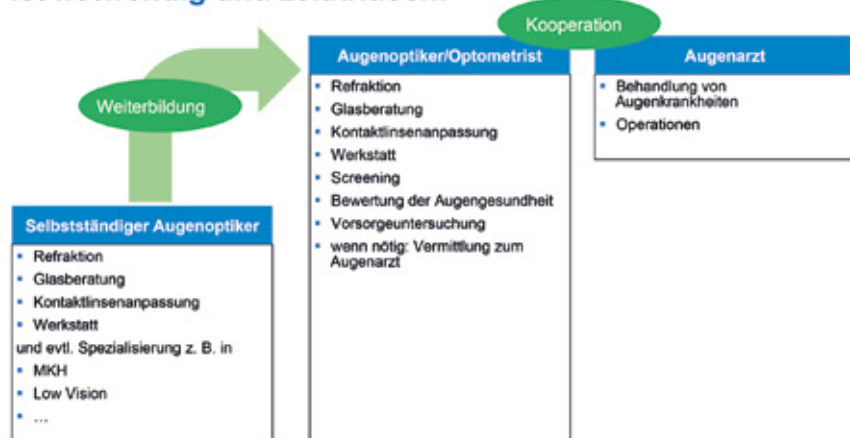 Kooperation
Weiterbildung
Selbstständiger Augenoptiker
Refraktion
Glasberatung
Kontaktlinsenanpassung
Werkstatt
und evtl. Spezialisierung z. B. in
MKH
Low Vision
...
Augenoptiker/Optometrist
Refraktion
Glasberatung
Kontaktlinsenanpassung
Werkstatt
Screening
Bewertung der Augengesundheit
Vorsorgeuntersuchung
wenn nötig: Vermittlung zum
Augenarzt
Augenarzt
Behandlung von
Augenkrankheiten
Operationen